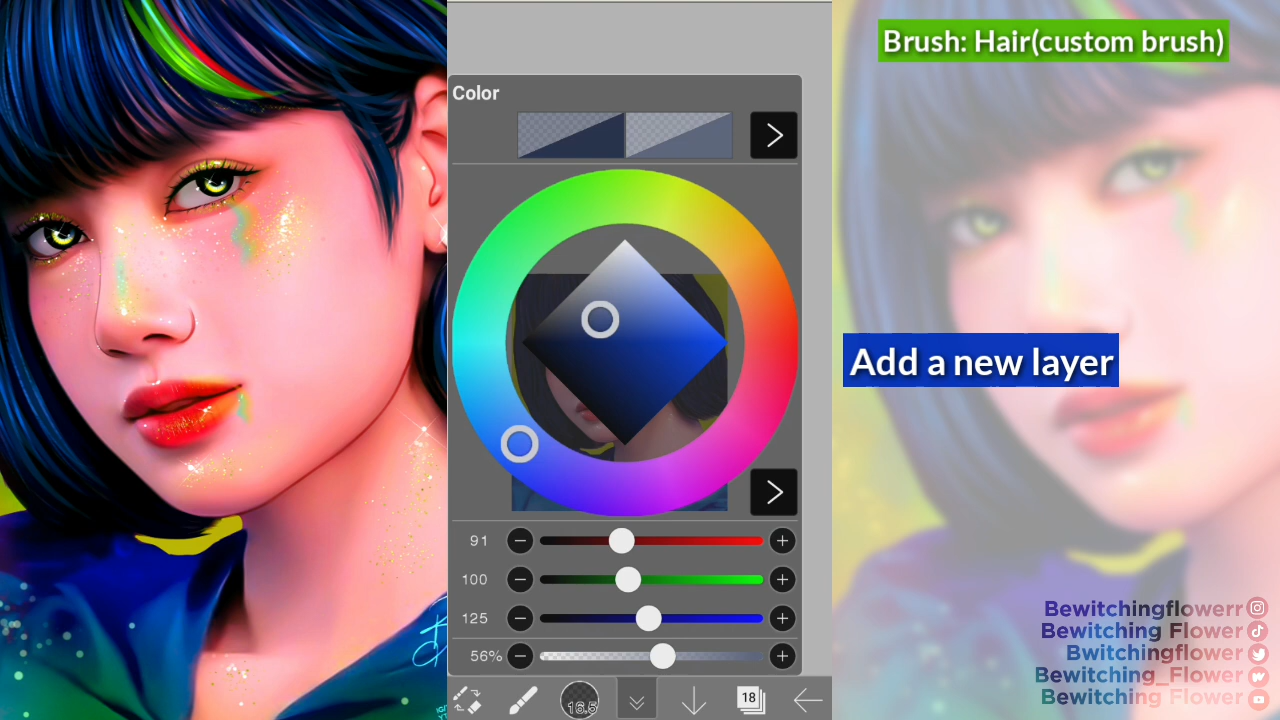 Color
91
100
125
56%
16.5
18
Brush: Hair(custom brush)
Add a new layer
Bewitchingflowerr
Bewitching Flower
Bwitchingflower
Bewitching_Flower
Bewitching Flower